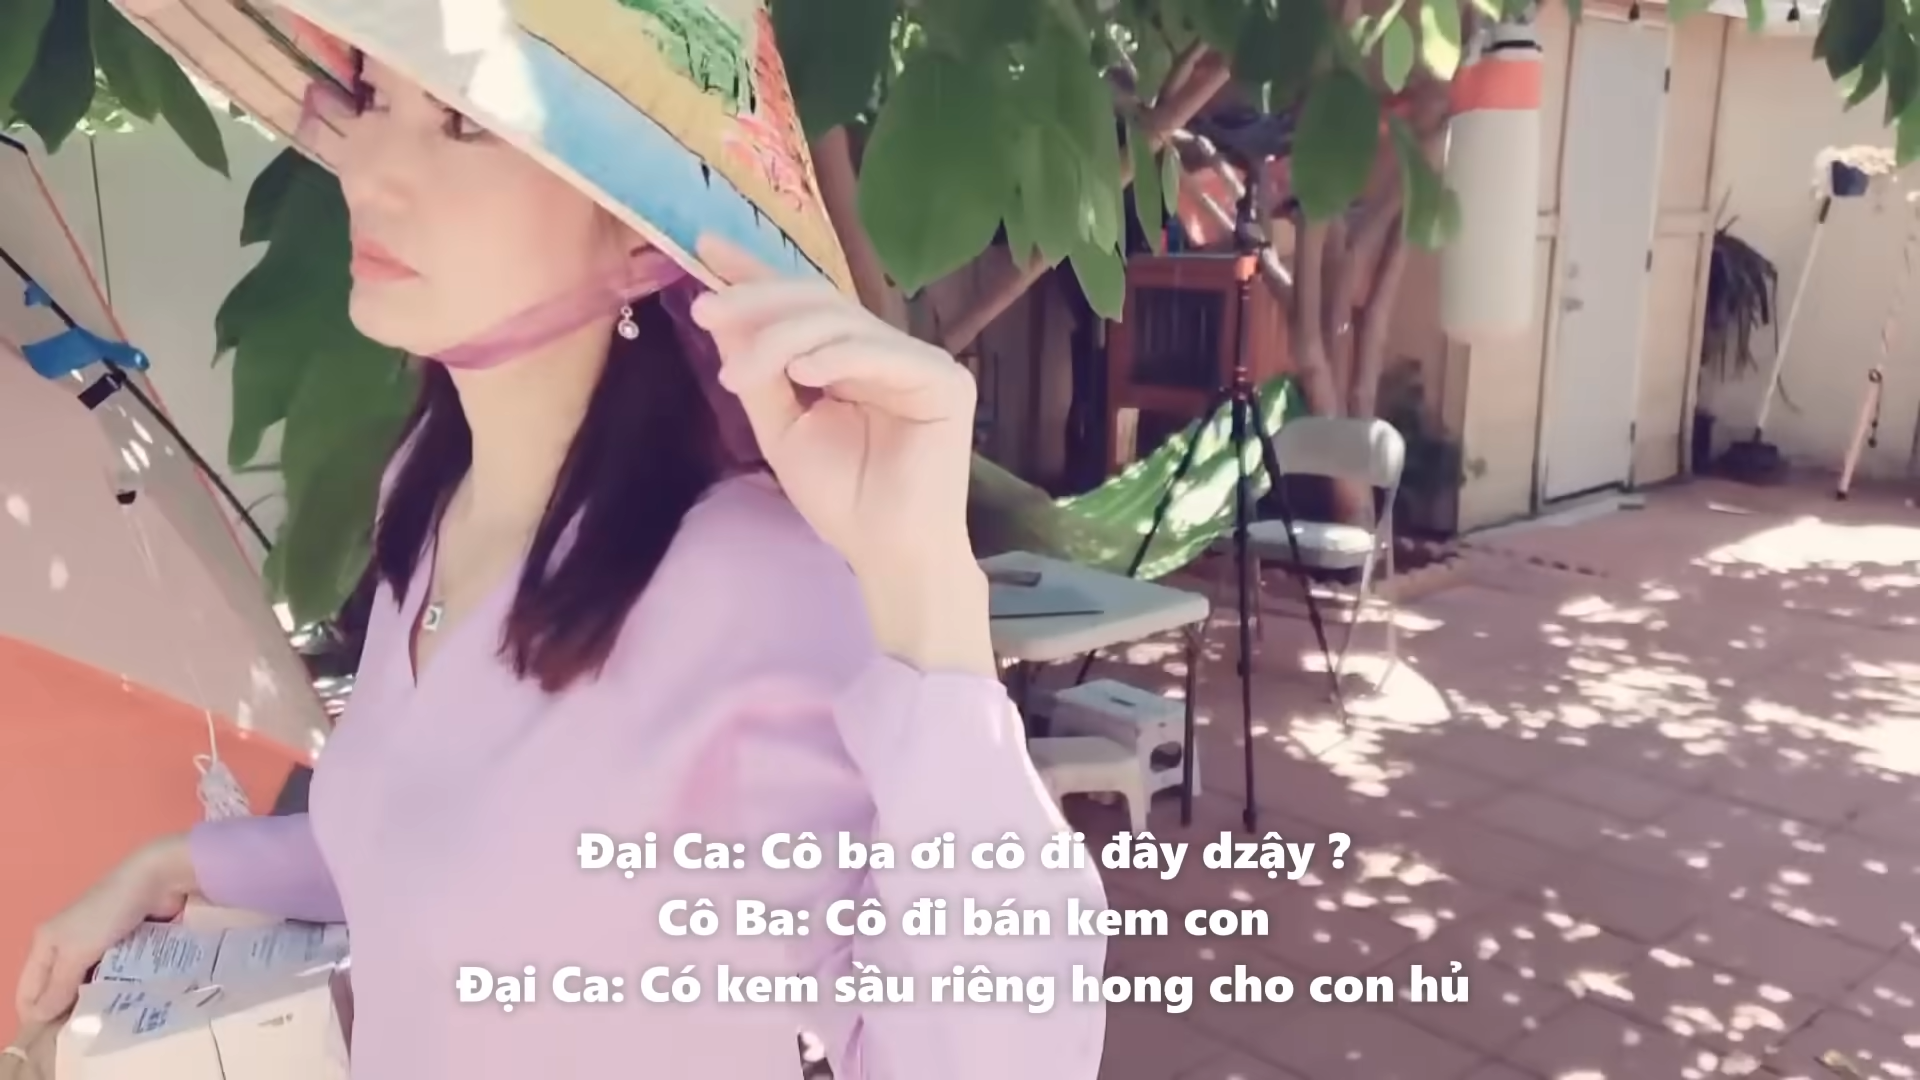 Đại Ca: Cô ba ơi cô đi đây dzậy ?
Cô Ba: Cô đi bán kem con
Đại Ca: Có kem sầu riêng hong cho con hủ